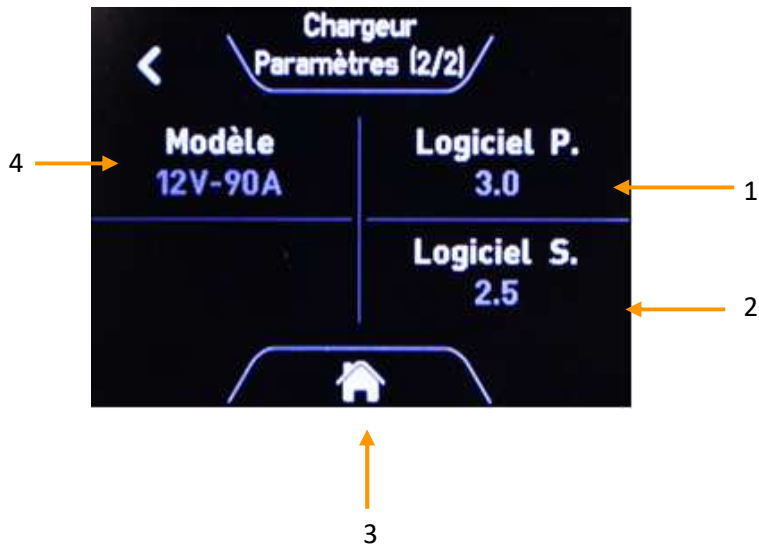 Chargeur
Paramètres (2/2)
Modèle
12V-90A
Logiciel P.
3.0
Logiciel S.
2.5
4
1
2
3